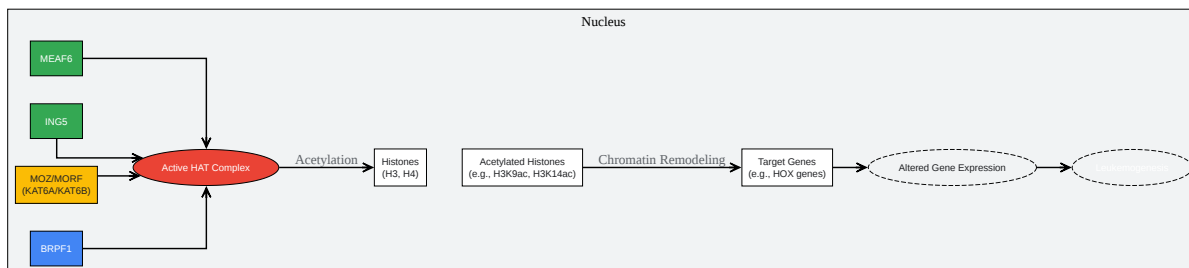 Nucleus
MEAF6
ING5
MOZ/MORF
(KAT6A/KAT6B)
BRPF1
Active HAT Complex
Acetylation
Histones
(H3, H4)
Acetylated Histones
(e.g., H3K9ac, H3K14ac)
Chromatin Remodeling
Target Genes
(e.g., HOX genes)
Altered Gene Expression
Leukemogenesis